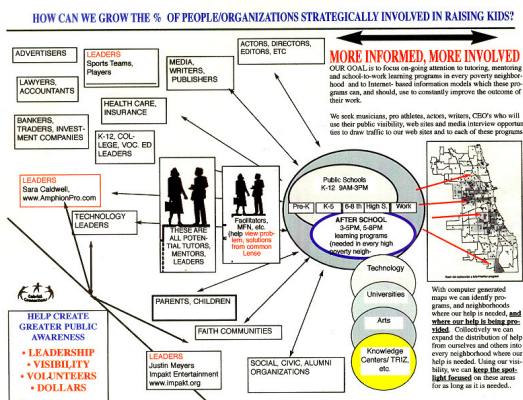 HOW CAN WE GROW THE % OF PEOPLE/ORGANIZATIONS STRATEGICALLY INVOLVED IN RAISING KIDS?
ADVERTISERS
LEADERS
Sports Teams,
Players
MEDIA,
WRITERS,
PUBLISHERS
ACTORS, DIRECTORS,
EDITORS, ETC
MORE INFORMED, MORE INVOLVED
OUR GOAL is to focus on-going attention to tutoring, mentoring
and school-to-work learning programs in every poverty neighbor-
hood and to Internet- based information models which these pro-
grams can, and should, use to constantly improve the outcome of
their work.
We seek musicians, pro athletes, actors, writers, CEO's who will
use their public visibility, web sites and media interview opportuni
ties to draw traffic to our web sites and to each of these programs
LAWYERS,
ACCOUNTANTS
HEALTH CARE,
INSURANCE
BANKERS,
TRADERS, INVEST-
MENT COMPANIES
K-12, COL-
LEGE, VOC. ED
LEADERS
LEADERS
Sara Caldwell,
www.AmphionPro.com
TECHNOLOGY
LEADERS
THESE ARE
ALL POTEN-
TIAL TUTORS,
MENTORS,
LEADERS
Facilitators,
MFN, etc.
(help view prob-
lem, solutions
from common
Lense
Public Schools
K-12 9AM-3PM
Pre-K K-5 6-8 th High S. Work
AFTER SCHOOL
3-5PM, 5-8PM
learning programs
(needed in every high
poverty neigh-
Technology
Universities
Arts
Knowledge
Centers/ TRIZ,
etc.
PARENTS, CHILDREN
FAITH COMMUNITIES
SOCIAL, CIVIC, ALUMNI
ORGANIZATIONS
LEADERS
Justin Meyers
Impakt Entertainment
www.impakt.org
HELP CREATE
GREATER PUBLIC
AWARENESS
• LEADERSHIP
• VISIBILITY
• VOLUNTEERS
• DOLLARS
With computer generated
maps we can identify pro-
grams, and neighborhoods
where our help is needed, and
where our help is being pro-
vided. Collectively we can
expand the distribution of help
from ourselves and others into
every neighborhood where our
help is needed. Using our visi-
bility, we can keep the spot-
light focused on these areas
for as long as it is needed..